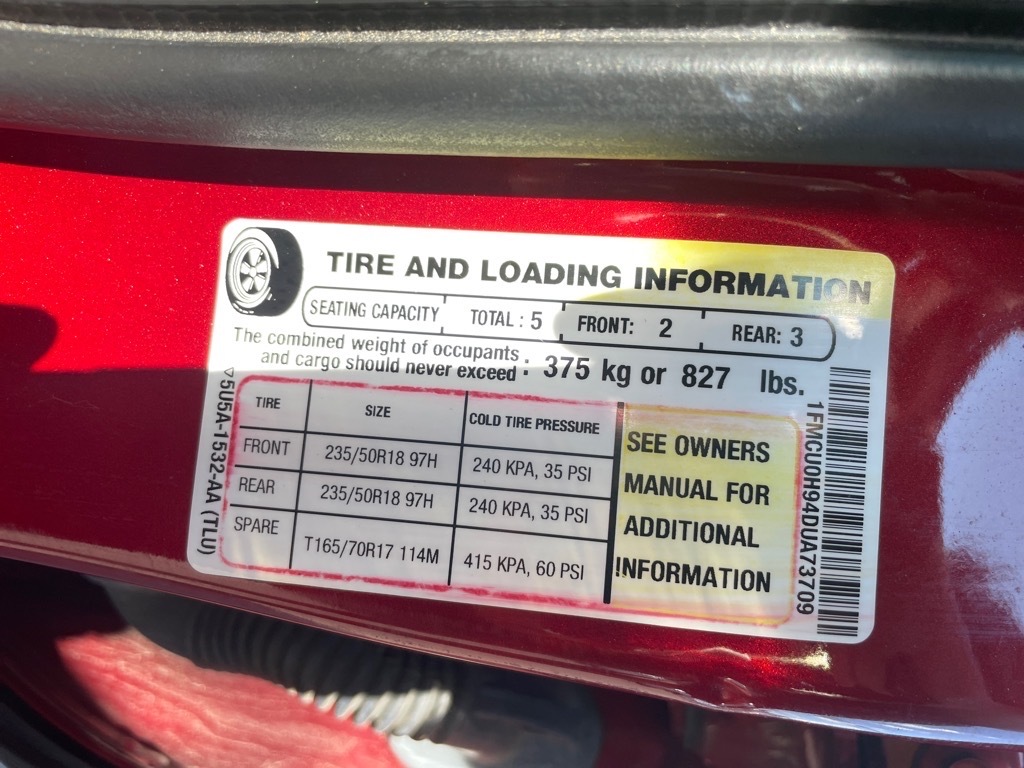 TIRE AND LOADING INFORMATION
SEATING CAPACITY TOTAL : 5 FRONT: 2 REAR: 3
The combined weight of occupants
and cargo should never exceed : 375 kg or 827 lbs.
TIRE SIZE COLD TIRE PRESSURE
FRONT 235/50R18 97H 240 KPA, 35 PSI
REAR 235/50R18 97H 240 KPA, 35 PSI
SPARE T165/70R17 114M 415 KPA, 60 PSI
SEE OWNERS
MANUAL FOR
ADDITIONAL
INFORMATION
▽5U5A-1532-AA (TLU)
1FMCU0H94DUA73709